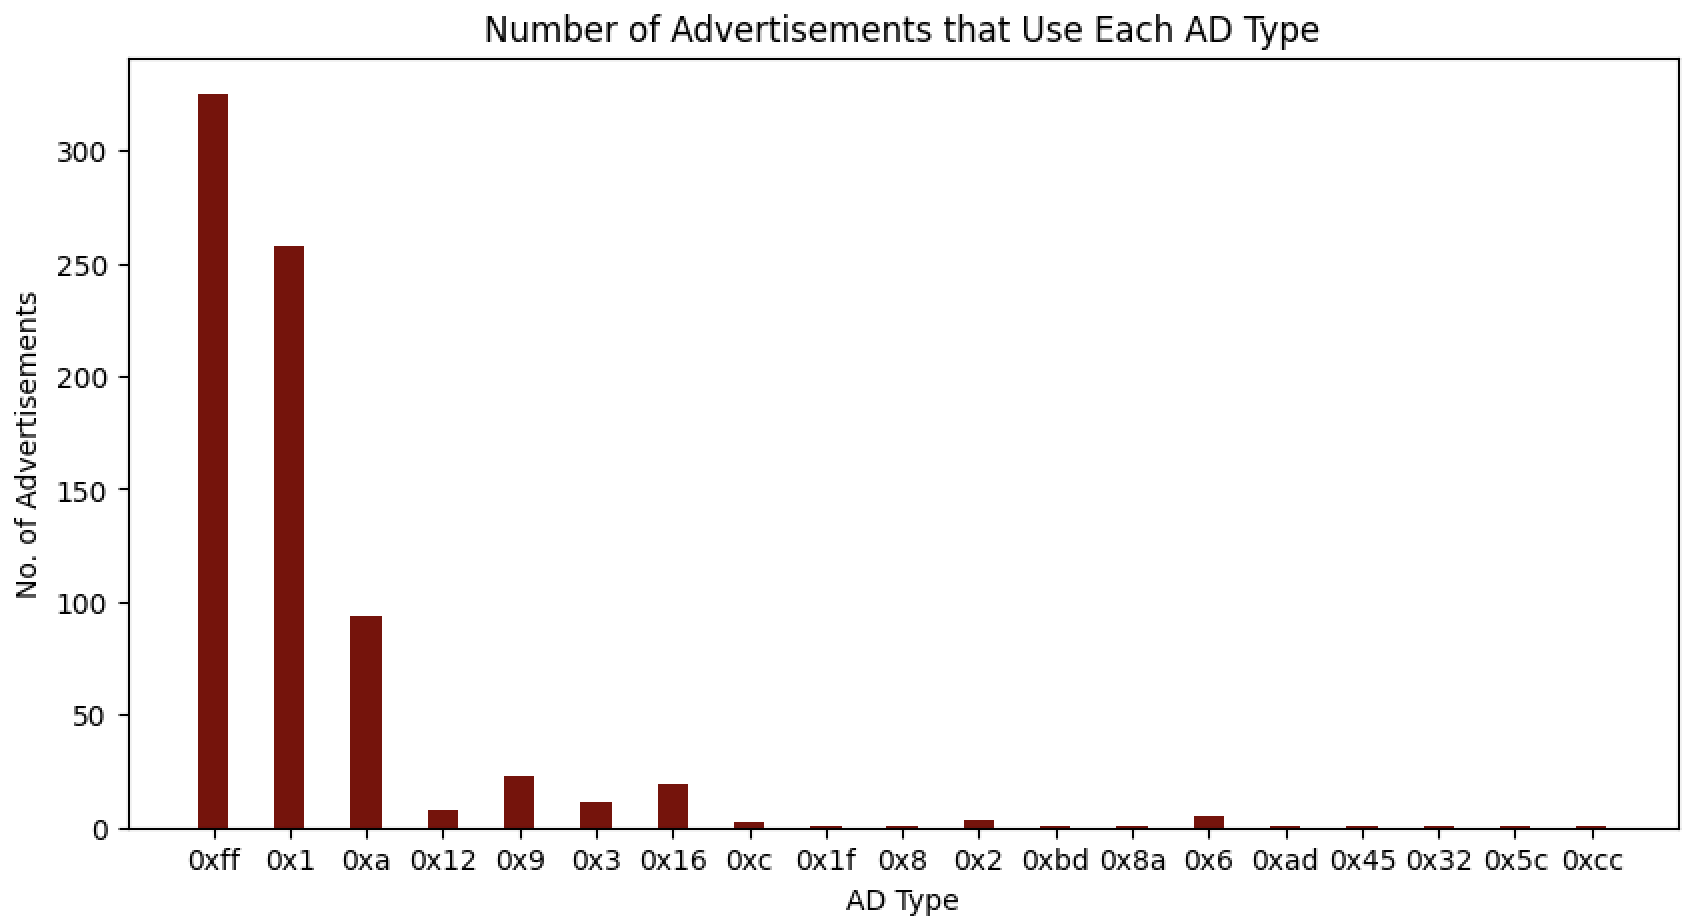 Number of Advertisements that Use Each AD Type
No. of Advertisements
300
250
200
150
100
50
0
0xff 0x1 0xa 0x12 0x9 0x3 0x16 0xc 0x1f 0x8 0x2 0xbd 0x8a 0x6 0xad 0x45 0x32 0x5c 0xcc
AD Type